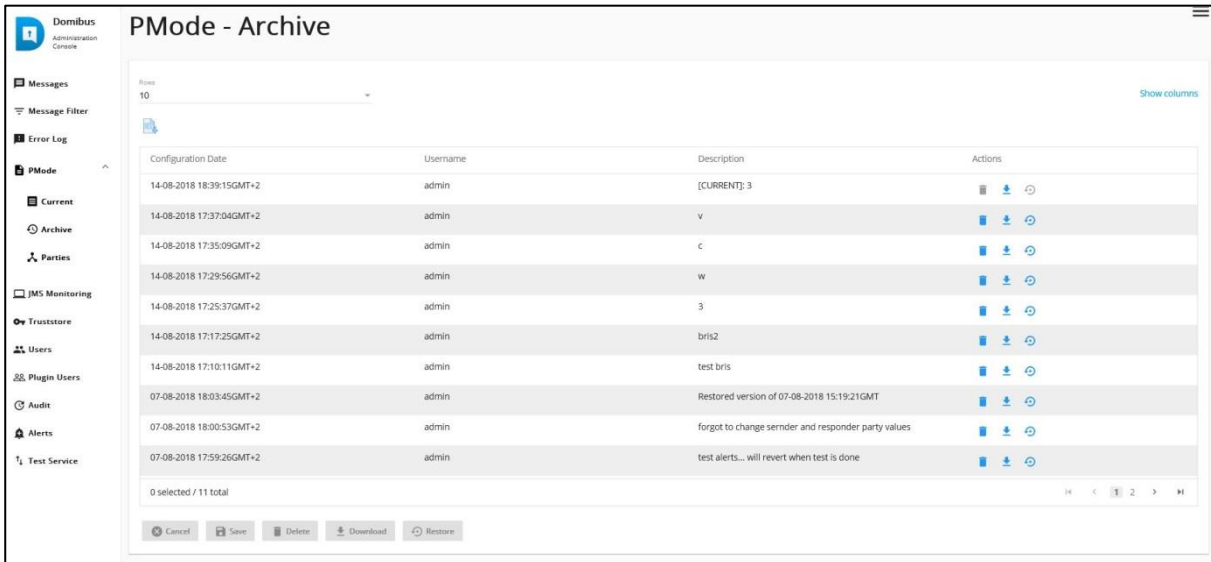 Domibus
Administration
Console
PMode - Archive
Messages
Message Filter
Error Log
PMode
Current
Archive
Parties
JMS Monitoring
Truststore
Users
Plugin Users
Audit
Alerts
Test Service
Rows
10
Show columns
Configuration Date Username Description Actions
14-08-2018 18:39:15GMT+2 admin [CURRENT]: 3
14-08-2018 17:37:04GMT+2 admin v
14-08-2018 17:35:09GMT+2 admin c
14-08-2018 17:29:56GMT+2 admin w
14-08-2018 17:25:37GMT+2 admin 3
14-08-2018 17:17:25GMT+2 admin bris2
14-08-2018 17:10:11GMT+2 admin test bris
07-08-2018 18:03:45GMT+2 admin Restored version of 07-08-2018 15:19:21GMT
07-08-2018 18:00:53GMT+2 admin forgot to change sernder and responder party values
07-08-2018 17:59:26GMT+2 admin test alerts... will revert when test is done
0 selected / 11 total 1 2
Cancel Save Delete Download Restore